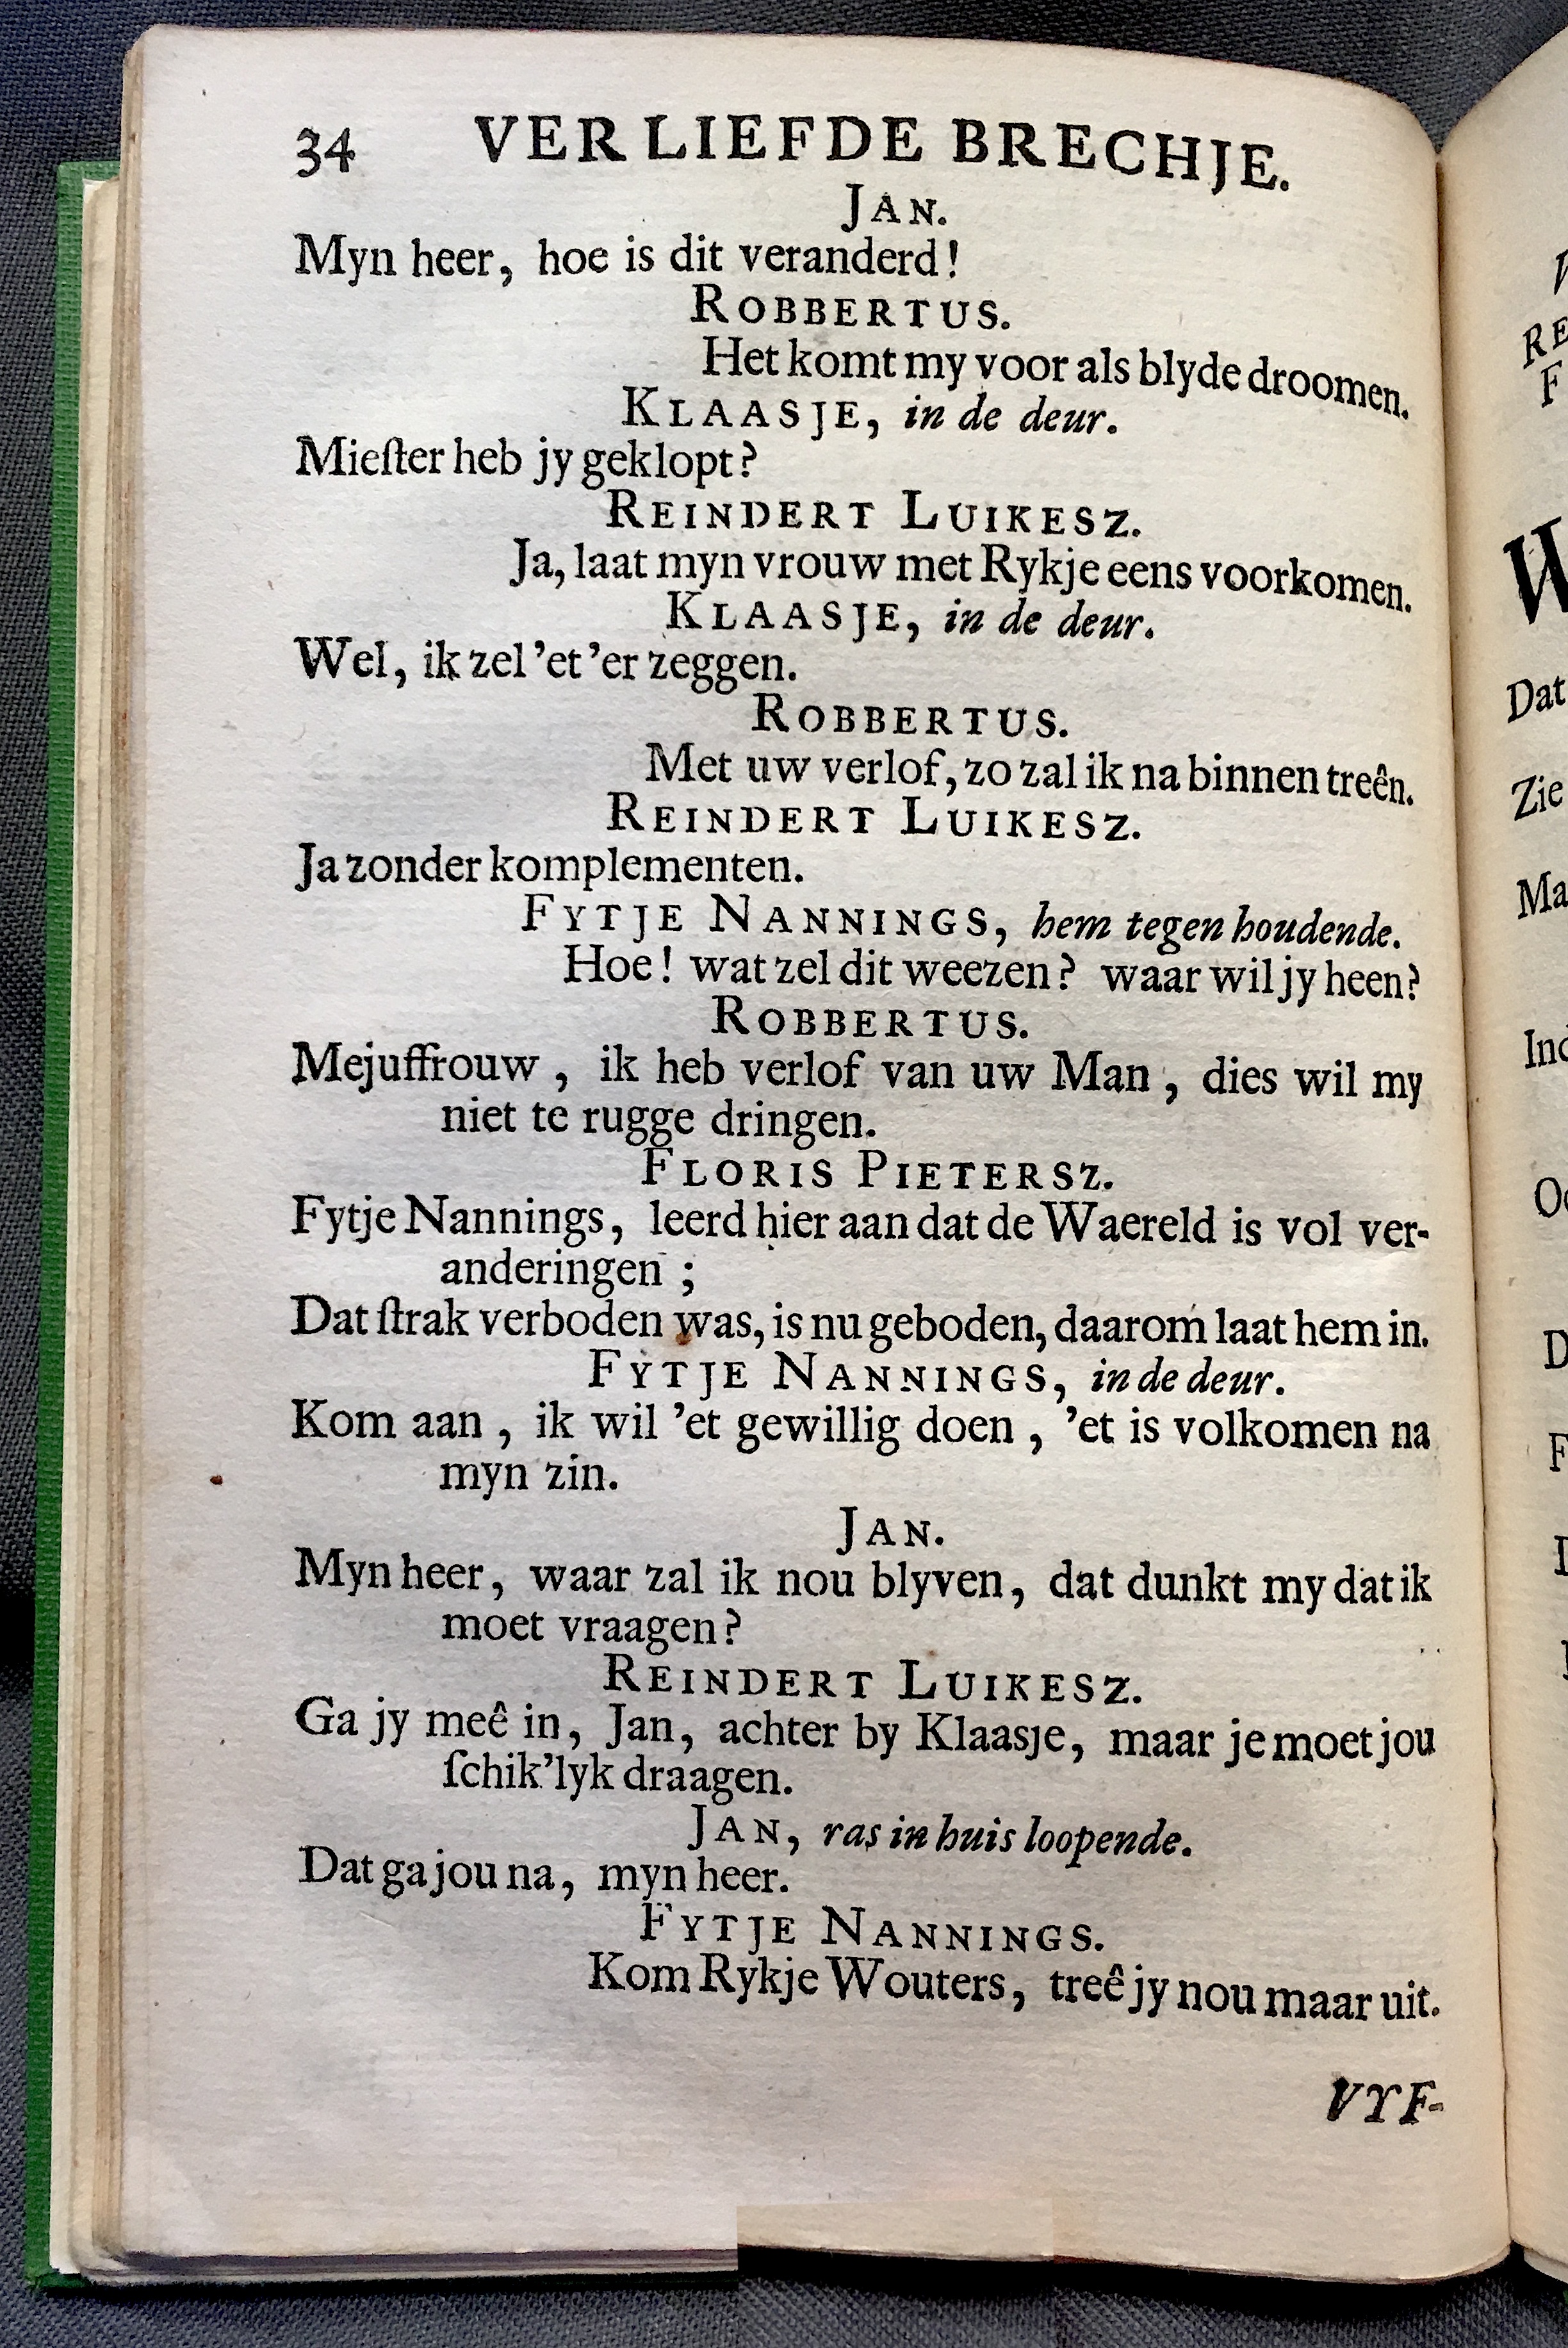 34 VERLIEFDE BRECHJE.
JAN.
Myn heer, hoe is dit veranderd!
ROBBERTUS.
Het komt my voor als blyde droomen.
KLAASJE, in de deur.
Mieſter heb jy geklopt?
REINDERT LUIKESZ.
Ja, laat myn vrouw met Rykje eens voorkomen.
KLAASJE, in de deur.
Wel, ik zel 'et 'er zeggen.
ROBBERTUS.
Met uw verlof, zo zal ik na binnen treên.
REINDERT LUIKESZ.
Ja zonder komplementen.
FYTJE NANNINGS, hem tegen houdende.
Hoe! wat zel dit weezen? waar wil jy heen?
ROBBERTUS.
Mejuffrouw, ik heb verlof van uw Man, dies wil my
niet te rugge dringen.
FLORIS PIETERSZ.
Fytje Nannings, leerd hier aan dat de Waereld is vol ver-
anderingen;
Dat ſtrak verboden was, is nu geboden, daarom laat hem in.
FYTJE NANNINGS, in de deur.
Kom aan, ik wil 'et gewillig doen, 'et is volkomen na
myn zin.
JAN.
Myn heer, waar zal ik nou blyven, dat dunkt my dat ik
moet vraagen?
REINDERT LUIKESZ.
Ga jy meê in, Jan, achter by Klaasje, maar je moet jou
ſchik'lyk draagen.
JAN, ras in huis loopende.
Dat ga jou na, myn heer.
FYTJE NANNINGS.
Kom Rykje Wouters, treê jy nou maar uit.
VYF-
RE
F
W
Dat
Zie
Ma